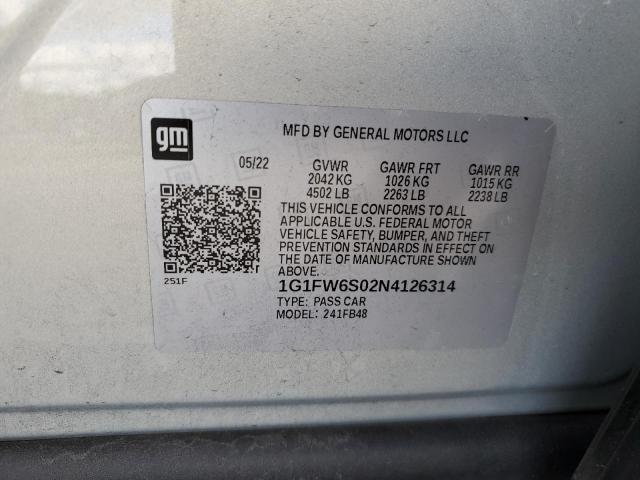 gm
MFD BY GENERAL MOTORS LLC
05/22 GVWR GAWR FRT GAWR RR
2042 KG 1026 KG 1015 KG
4502 LB 2263 LB 2238 LB
THIS VEHICLE CONFORMS TO ALL
APPLICABLE U.S. FEDERAL MOTOR
VEHICLE SAFETY, BUMPER, AND THEFT
PREVENTION STANDARDS IN EFFECT ON
THE DATE OF MANUFACTURE SHOWN
ABOVE.
251F
1G1FW6S02N4126314
TYPE: PASS CAR
MODEL: 241FB48